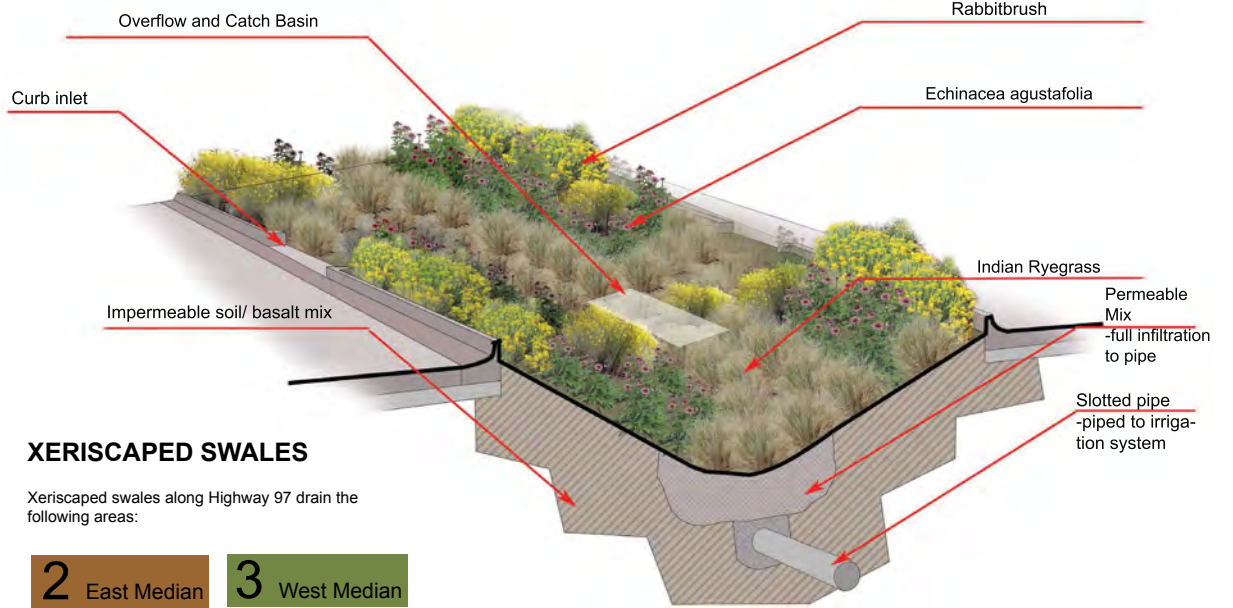 Overflow and Catch Basin
Rabbitbrush
Curb inlet
Echinacea agustafolia
Indian Ryegrass
Impermeable soil/ basalt mix
Permeable
Mix
-full infiltration
to pipe
Slotted pipe
-piped to irriga-
tion system
XERISCAPED SWALES
Xeriscaped swales along Highway 97 drain the
following areas:
2 East Median
3 West Median